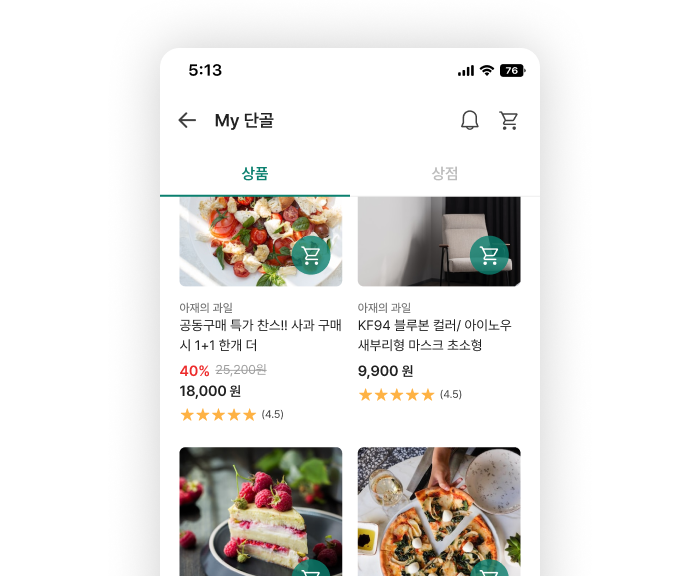 5:13
76
My 단골
상품
상점
아재의 과일
공동구매 특가 찬스!! 사과 구매
시 1+1 한개 더
40% 25,200원
18,000 원
(4.5)
아재의 과일
KF94 블루본 컬러/ 아이노우
새부리형 마스크 초소형
9,900 원
(4.5)